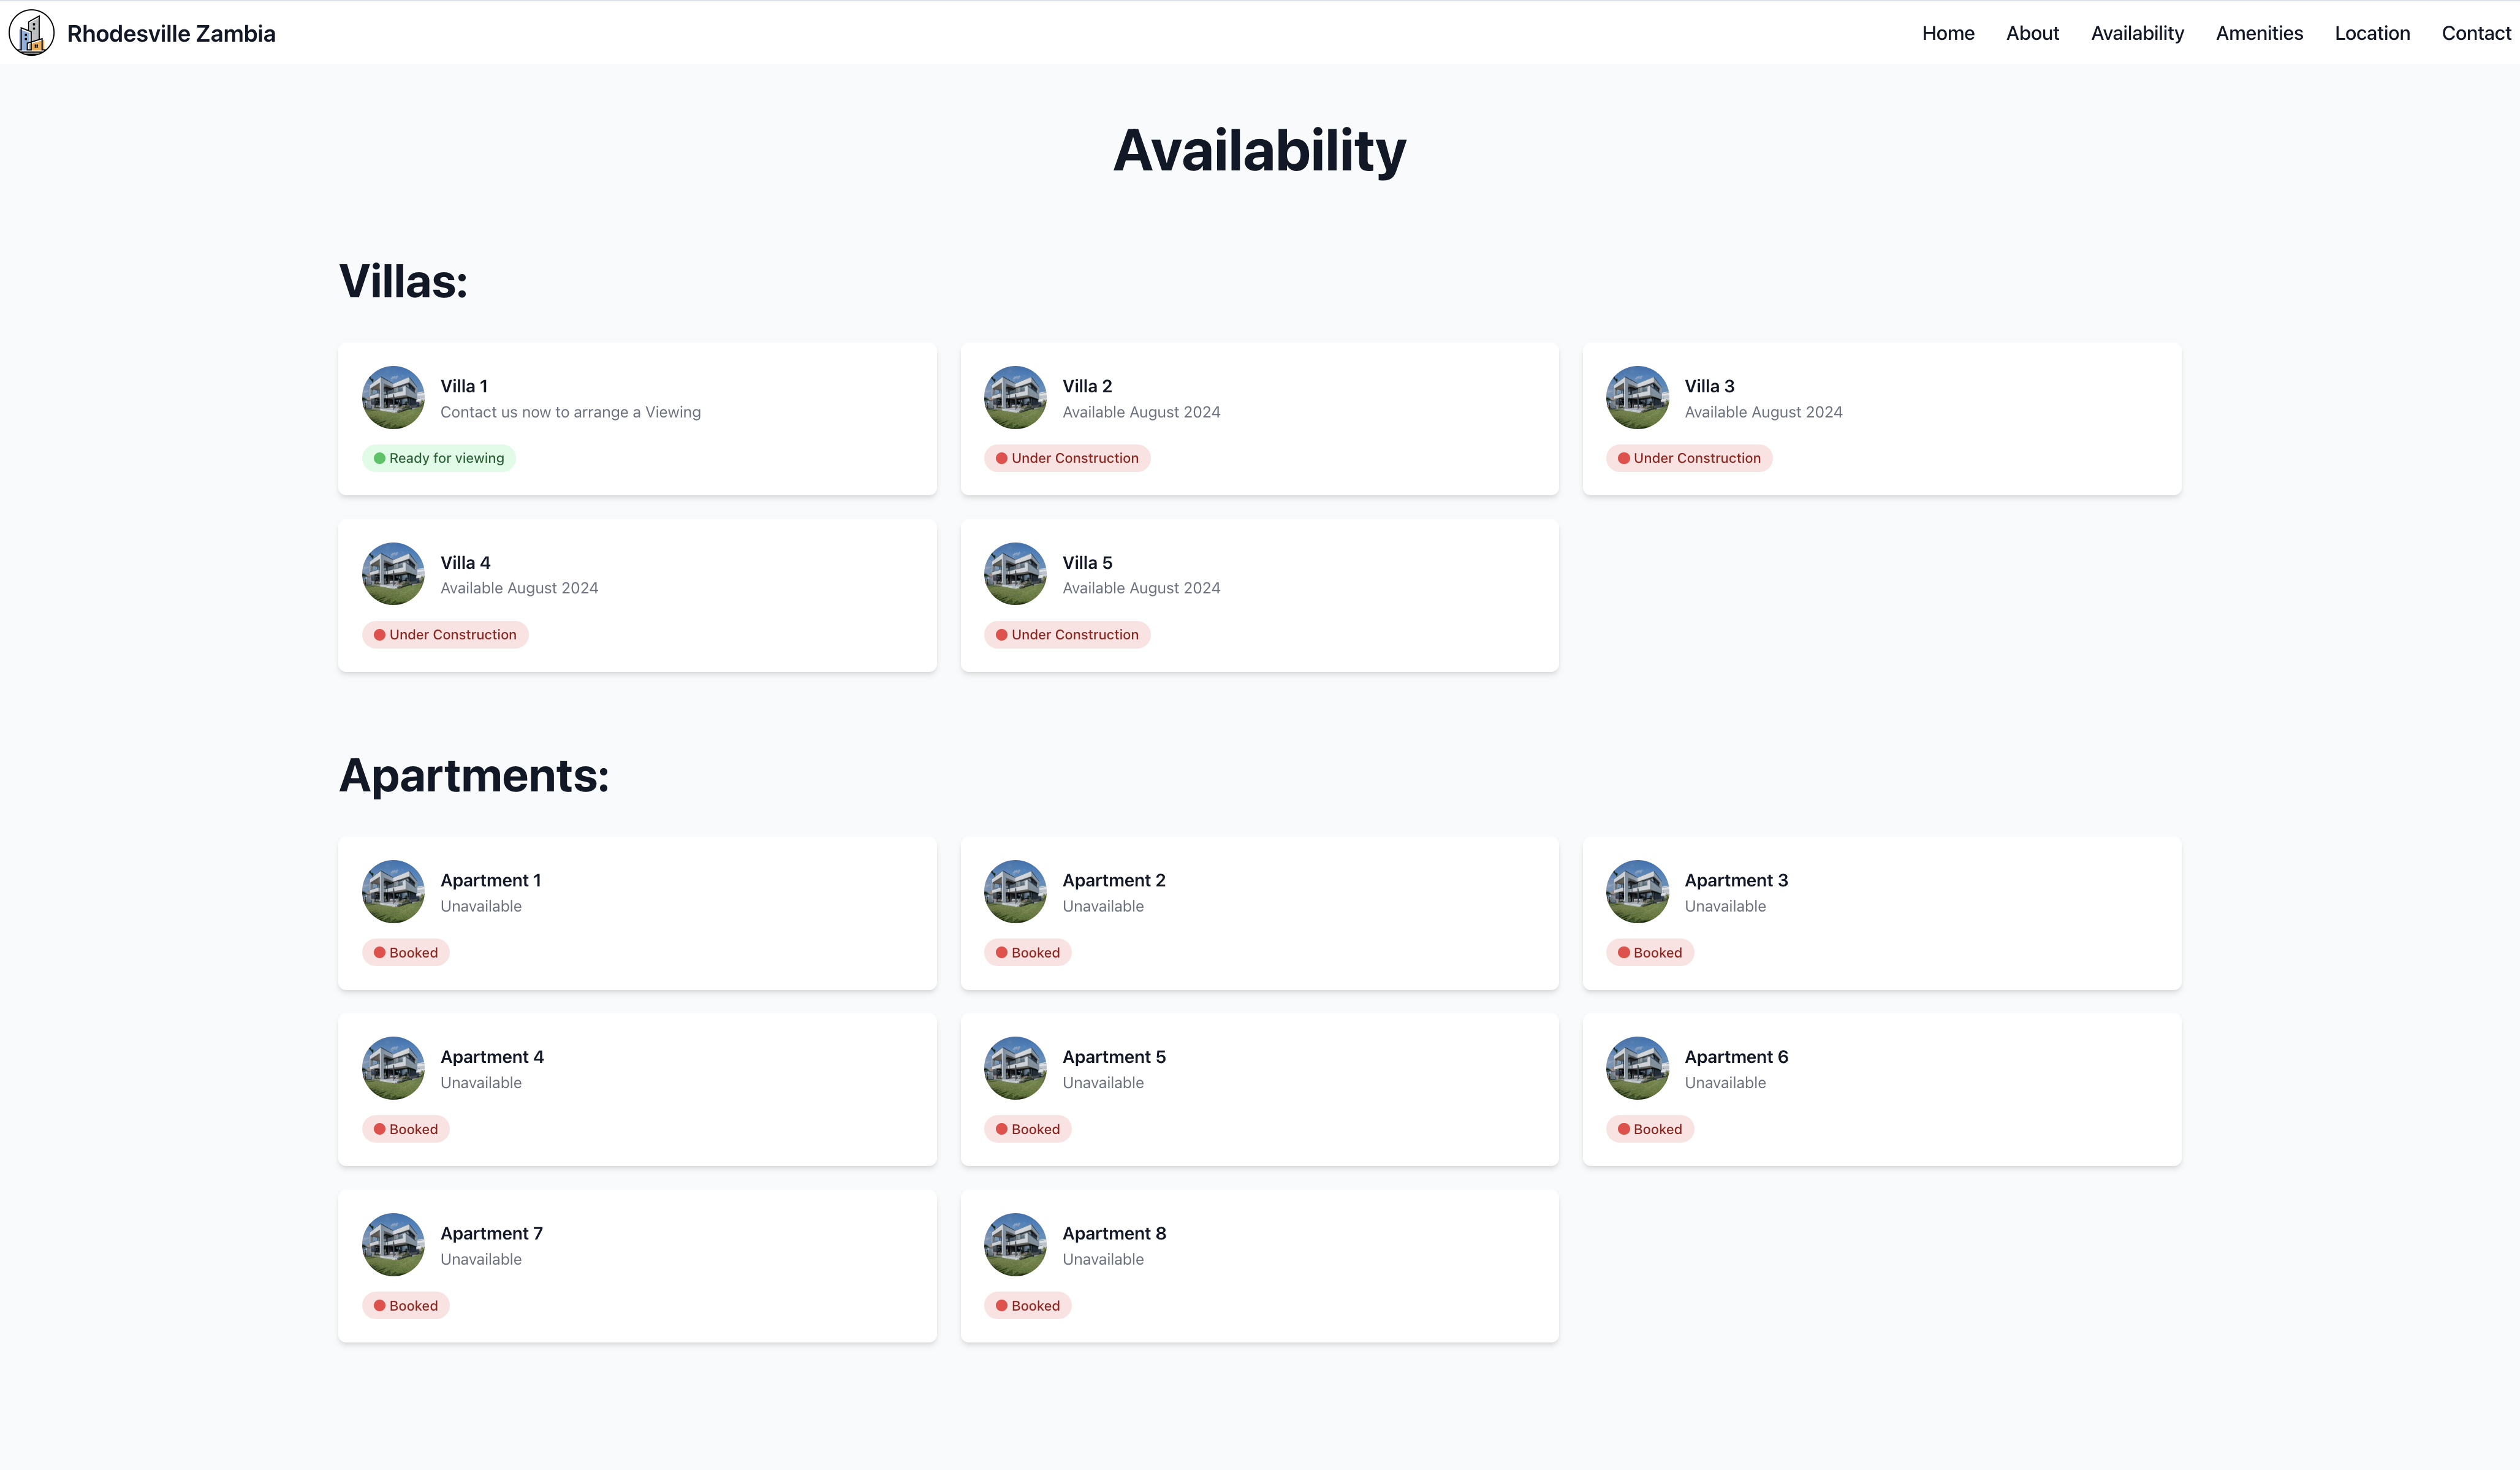 Rhodesville Zambia
Home About Availability Amenities Location Contact
Availability
Villas:
Villa 1
Contact us now to arrange a Viewing
Ready for viewing
Villa 2
Available August 2024
Under Construction
Villa 3
Available August 2024
Under Construction
Villa 4
Available August 2024
Under Construction
Villa 5
Available August 2024
Under Construction
Apartments:
Apartment 1
Unavailable
Booked
Apartment 2
Unavailable
Booked
Apartment 3
Unavailable
Booked
Apartment 4
Unavailable
Booked
Apartment 5
Unavailable
Booked
Apartment 6
Unavailable
Booked
Apartment 7
Unavailable
Booked
Apartment 8
Unavailable
Booked